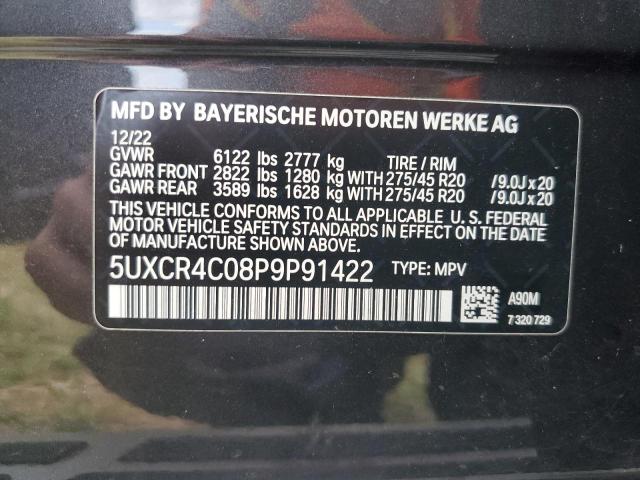 MFD BY BAYERISCHE MOTOREN WERKE AG
12/22
GVWR 6122 lbs 2777 kg TIRE / RIM
GAWR FRONT 2822 lbs 1280 kg WITH 275/45 R20 /9.0J x 20
GAWR REAR 3589 lbs 1628 kg WITH 275/45 R20 /9.0J x 20
THIS VEHICLE CONFORMS TO ALL APPLICABLE U. S. FEDERAL
MOTOR VEHICLE SAFETY STANDARDS IN EFFECT ON THE DATE OF
MANUFACTURE SHOWN ABOVE.
5UXCR4C08P9P91422 TYPE: MPV
A90M
7 320 729